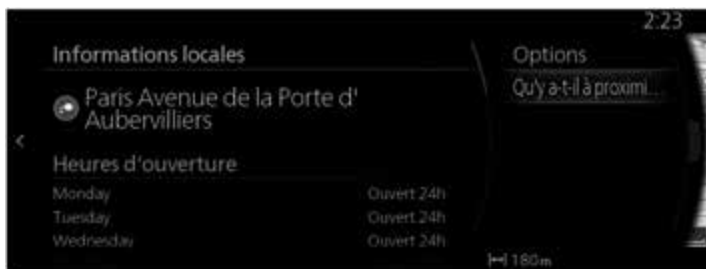 2:23
Informations locales
Paris Avenue de la Porte d'
Aubervilliers
Heures d'ouverture
Monday Ouvert 24h
Tuesday Ouvert 24h
Wednesday Ouvert 24h
Options
Qu'y a-t-il à proximi...
180m